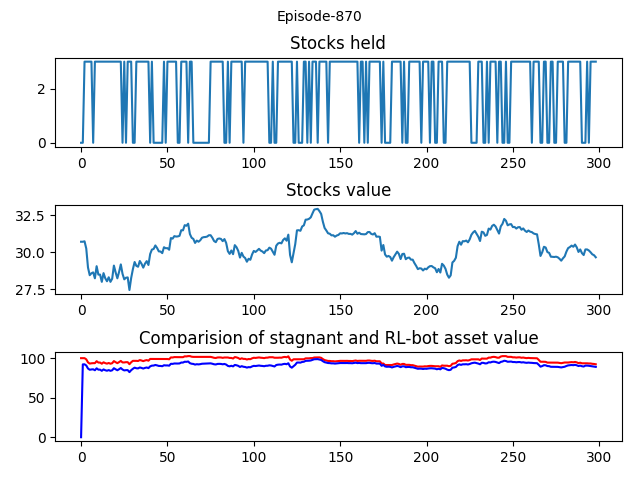 Episode-870
Stocks held
2
0
0 50 100 150 200 250 300
Stocks value
32.5
30.0
27.5
0 50 100 150 200 250 300
Comparision of stagnant and RL-bot asset value
100
50
0
0 50 100 150 200 250 300